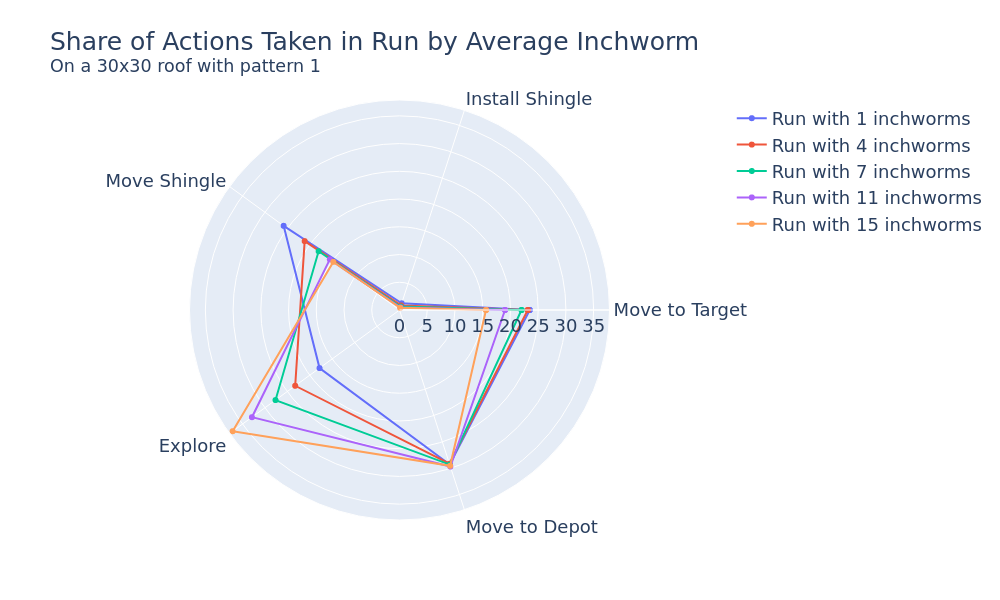 Share of Actions Taken in Run by Average Inchworm
On a 30x30 roof with pattern 1
Install Shingle
Move Shingle
Move to Target
0 5 10 15 20 25 30 35
Explore
Move to Depot
Run with 1 inchworms
Run with 4 inchworms
Run with 7 inchworms
Run with 11 inchworms
Run with 15 inchworms